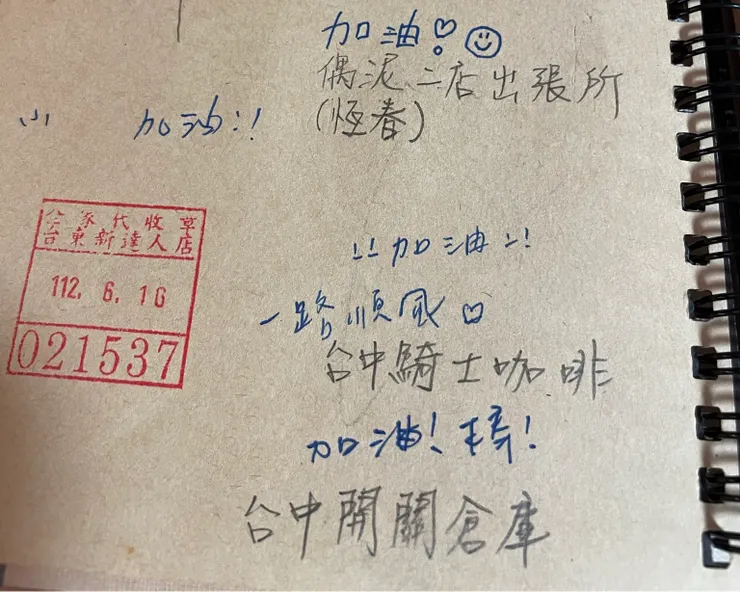 加油!☺
偶泥二店出張所
(恆春)
加油!!
全家代收章
台東新達人店
112. 6. 16
021537
加油!!
一路順風♡
台中騎士咖啡
加油!棒!
台中開關倉庫